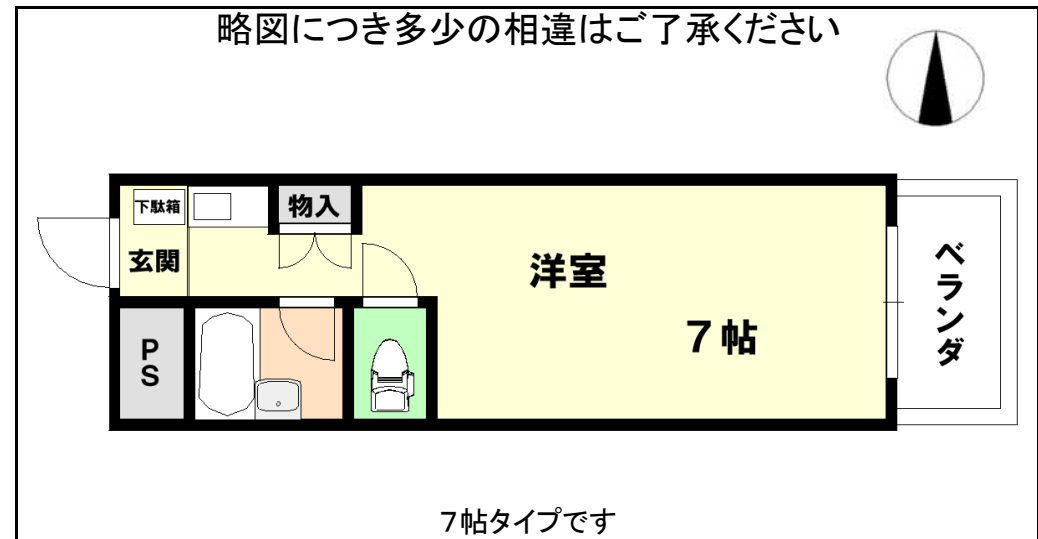 略図につき多少の相違はご了承ください
下駄箱
物入
玄関
洋室
7帖
ベランダ
PS
7帖タイプです